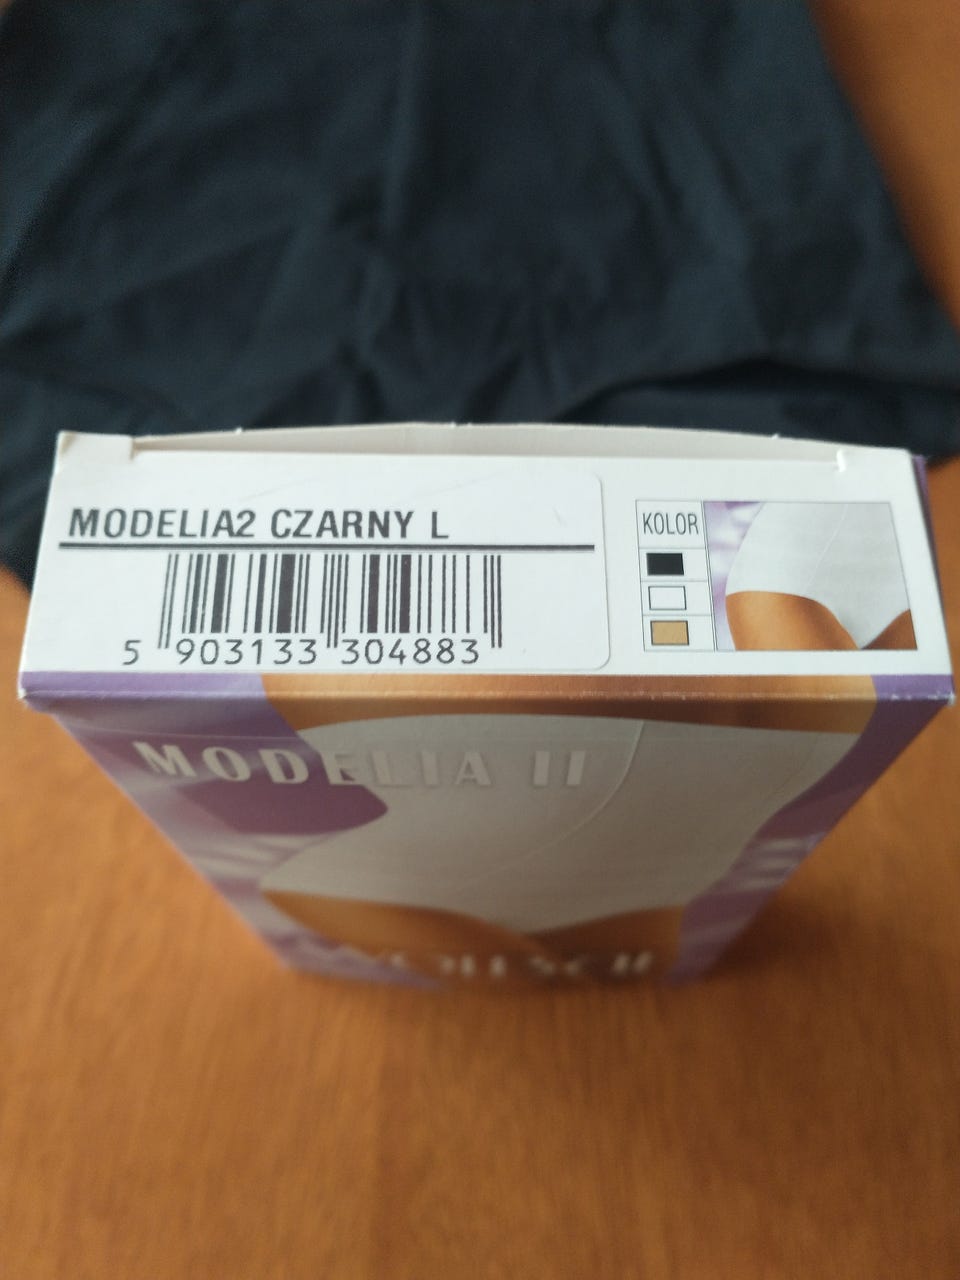 MODELIA2 CZARNY L
5 903133 304883
KOLOR
MODELIA II